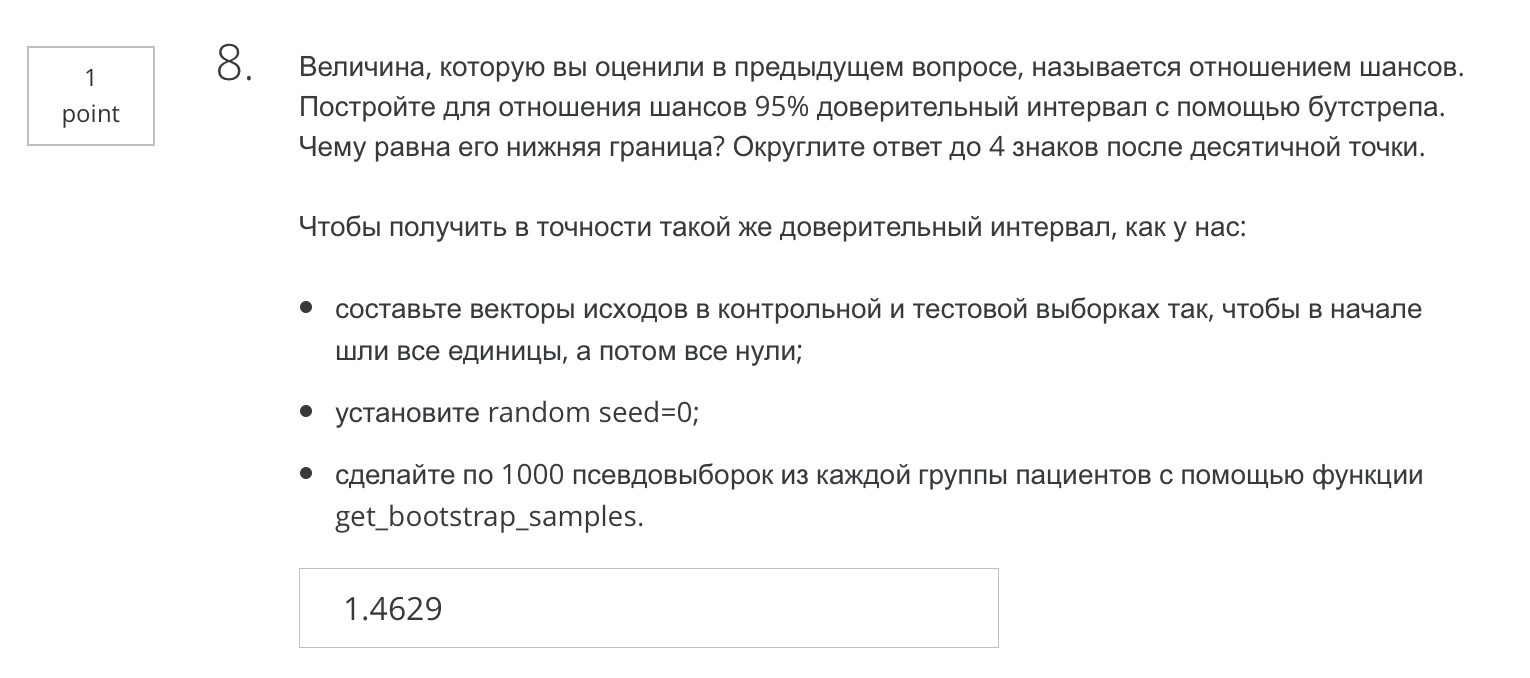 1
point
8.
Величина, которую вы оценили в предыдущем вопросе, называется отношением шансов.
Постройте для отношения шансов 95% доверительный интервал с помощью бутстрепа.
Чему равна его нижняя граница? Округлите ответ до 4 знаков после десятичной точки.
Чтобы получить в точности такой же доверительный интервал, как у нас:
• составьте векторы исходов в контрольной и тестовой выборках так, чтобы в начале
шли все единицы, а потом все нули;
• установите random seed=0;
• сделайте по 1000 псевдовыборок из каждой группы пациентов с помощью функции
get_bootstrap_samples.
1.4629